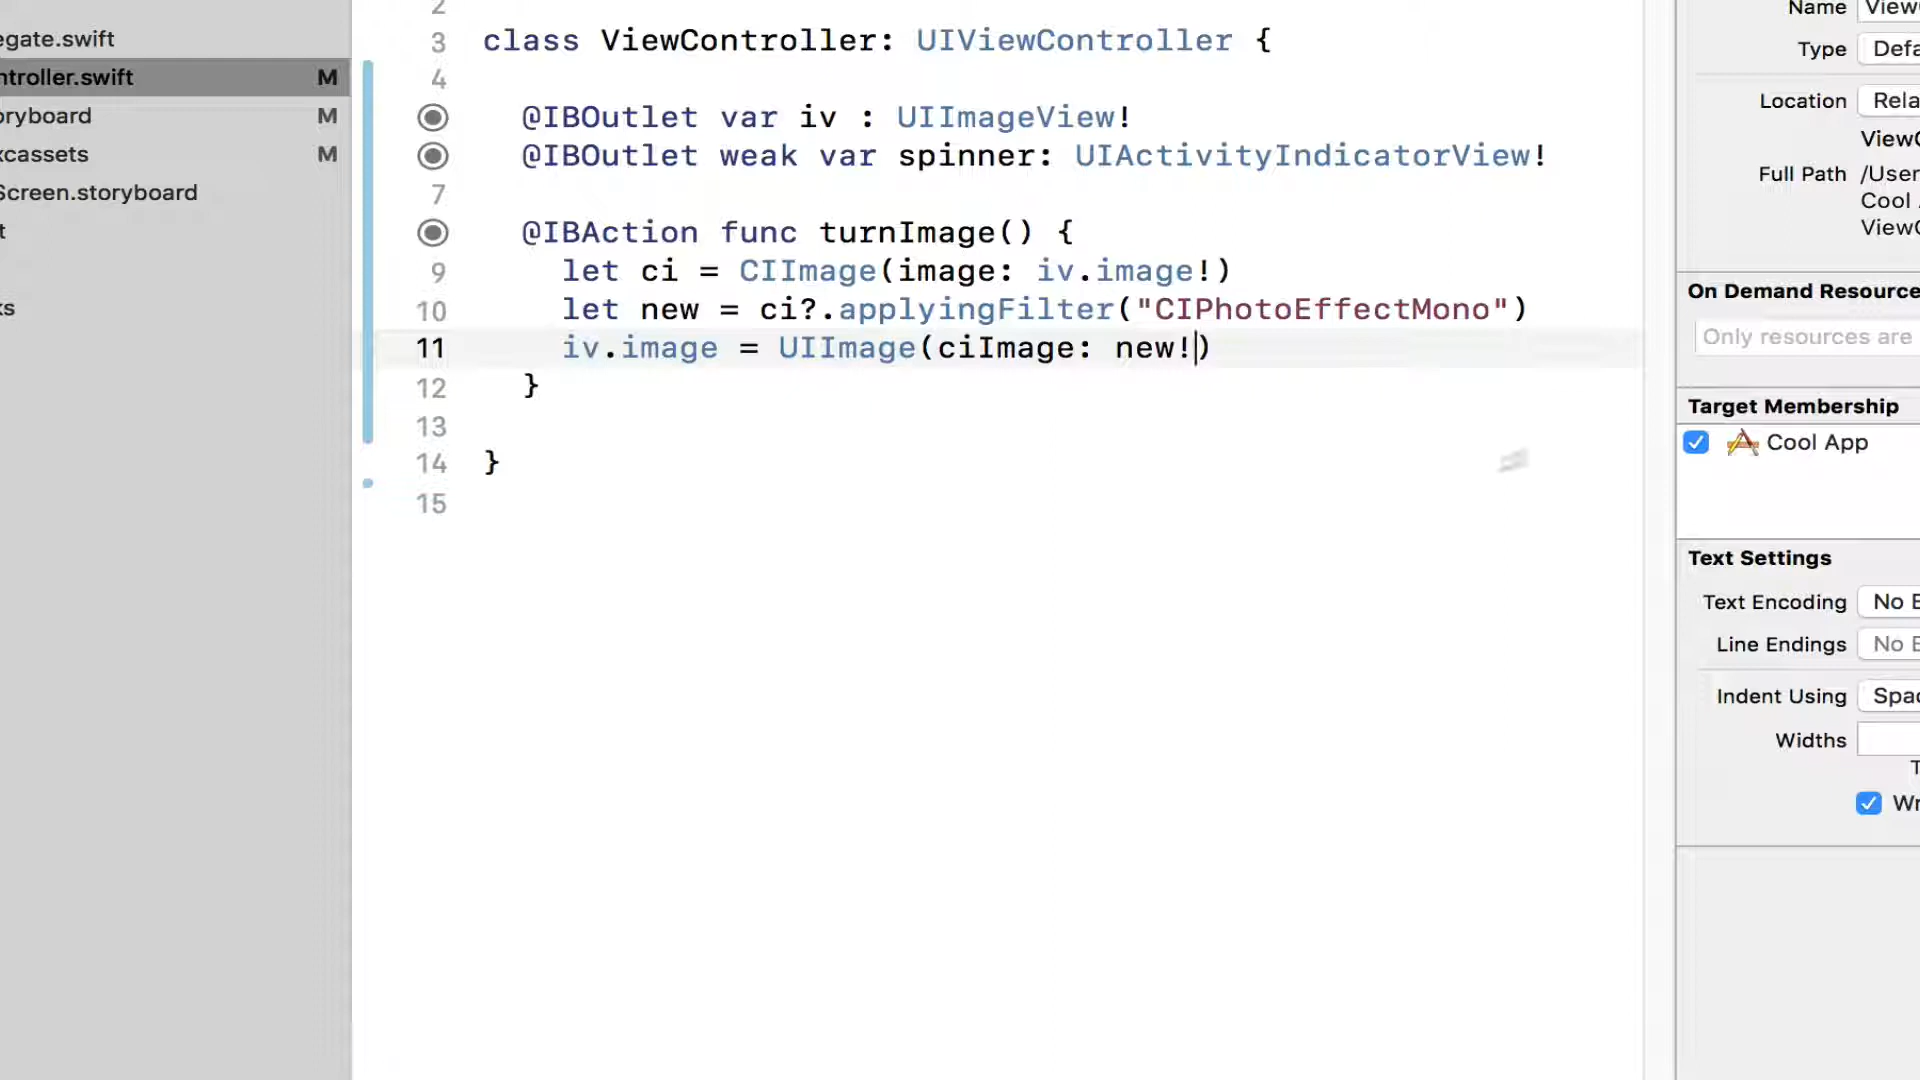 egate.swift
ntroller.swift M
oryboard M
xcassets M
Screen.storyboard
t
ks
2
3 class ViewController: UIViewController {
4
@IBOutlet var iv : UIImageView!
@IBOutlet weak var spinner: UIActivityIndicatorView!
7
@IBAction func turnImage() {
9 let ci = CIImage(image: iv.image!)
10 let new = ci?.applyingFilter("CIPhotoEffectMono")
11 iv.image = UIImage(ciImage: new!)
12 }
13
14 }
15
Name View
Type Defa
Location Rela
ViewC
Full Path /User
Cool
ViewC
On Demand Resource
Only resources are
Target Membership
Cool App
Text Settings
Text Encoding No E
Line Endings No E
Indent Using Spac
Widths
T
Wr